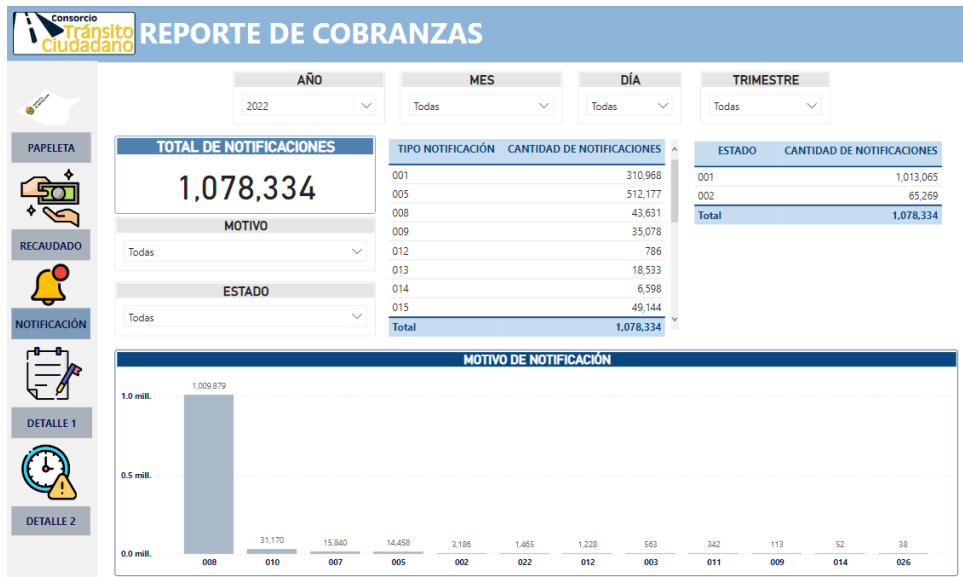 Consorcio
Tránsito
Ciudadano
REPORTE DE COBRANZAS
AÑO
2022
MES
Todas
DÍA
Todas
TRIMESTRE
Todas
PAPELETA
RECAUDADO
NOTIFICACIÓN
DETALLE 1
DETALLE 2
TOTAL DE NOTIFICACIONES
1,078,334
MOTIVO
Todas
ESTADO
Todas
TIPO NOTIFICACIÓN CANTIDAD DE NOTIFICACIONES
001 310,968
005 512,177
008 43,631
009 35,078
012 786
013 18,533
014 6,598
015 49,144
Total 1,078,334
ESTADO CANTIDAD DE NOTIFICACIONES
001 1,013,065
002 65,269
Total 1,078,334
MOTIVO DE NOTIFICACIÓN
1.0 mill.
0.5 mill.
0.0 mill.
1,009,879 31,170 15,840 14,458 3,186 1,465 1,228 563 342 113 52 38
008 010 007 005 002 022 012 003 011 009 014 026